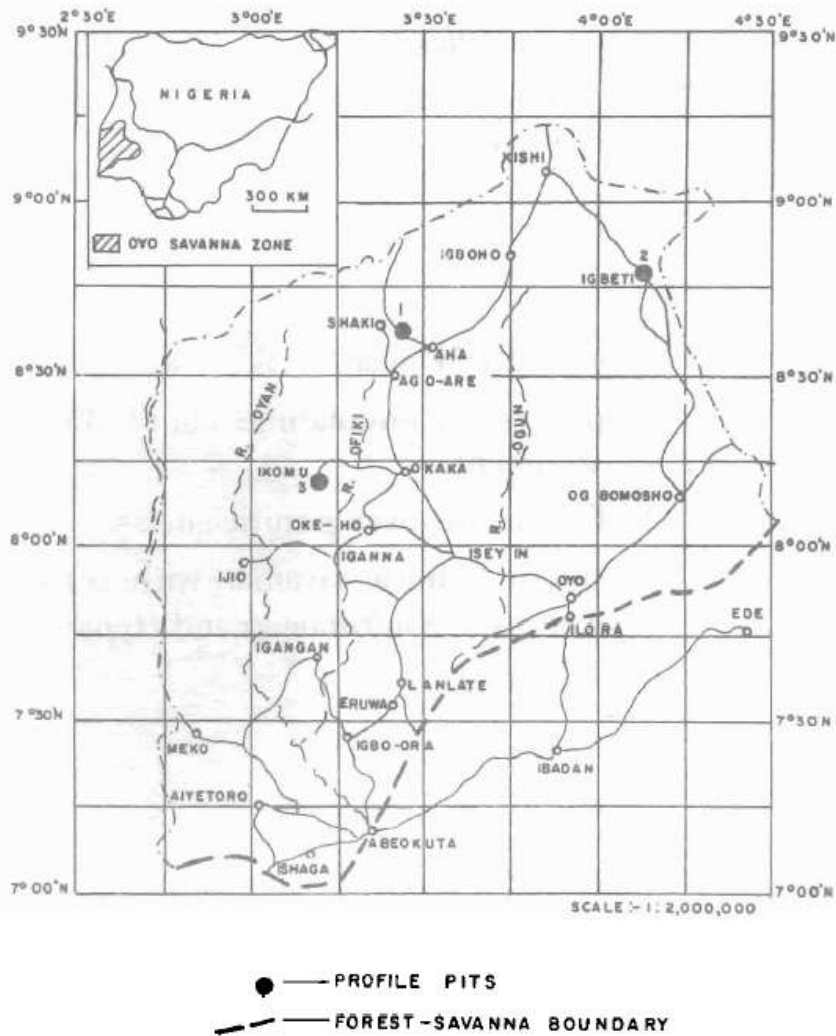 2°30'E 3°00'E 3°30'E 4°00'E 4°30'E
9°30'N 9°30'N
NIGERIA
300 KM
OYO SAVANNA ZONE
KISHI
9°00'N 9°00'N
IGBOHO
2
IGBETI
1
SHAKI
AHA
8°30'N AGO-ARE 8°30'N
R. OYAN
R. OFIKI
R. OGUN
IKOMU
3
OKAKA
OGBOMOSHO
OKE-HO
8°00'N 8°00'N
IGANNA
ISEYIN
IJIO
OYO
ILORA
EDE
IGANGAN
LANLATE
ERUWA
7°30'N 7°30'N
MEKO
IGBO-ORA
IBADAN
AIYETORO
ABEOKUTA
ISHAGA
7°00'N 7°00'N
SCALE :- 1: 2,000,000
PROFILE PITS
FOREST-SAVANNA BOUNDARY